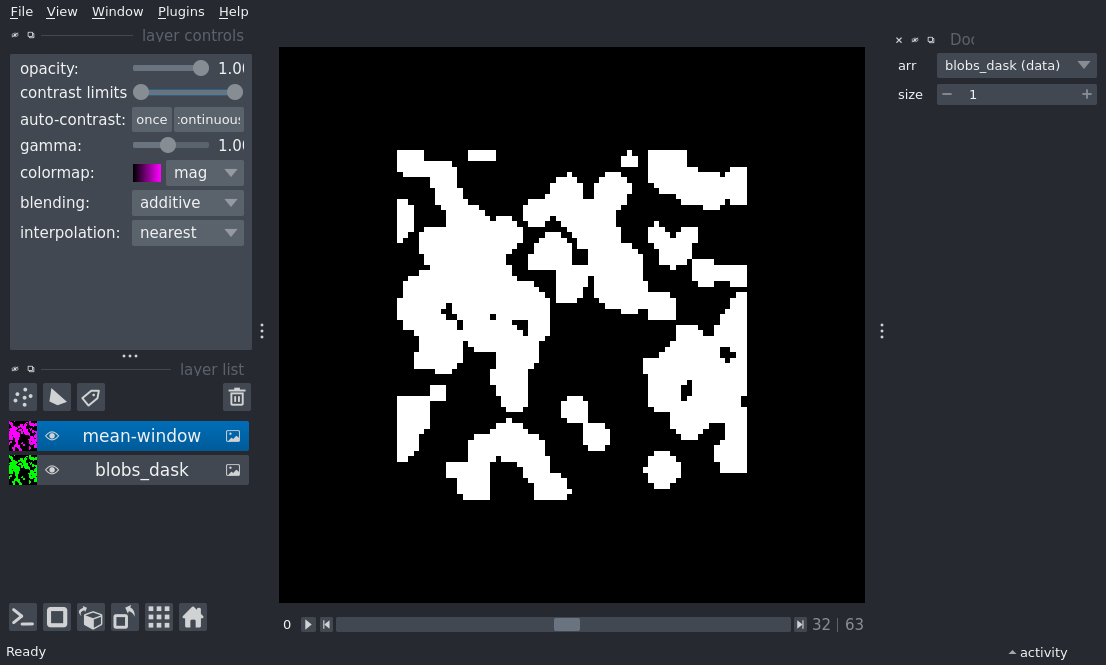 File View Window Plugins Help
layer controls
opacity: 1.00
contrast limits
auto-contrast: once continuous
gamma: 1.00
colormap: mag
blending: additive
interpolation: nearest
layer list
mean-window
blobs_dask
0 32 | 63
Ready
Doc
arr blobs_dask (data)
size 1
activity